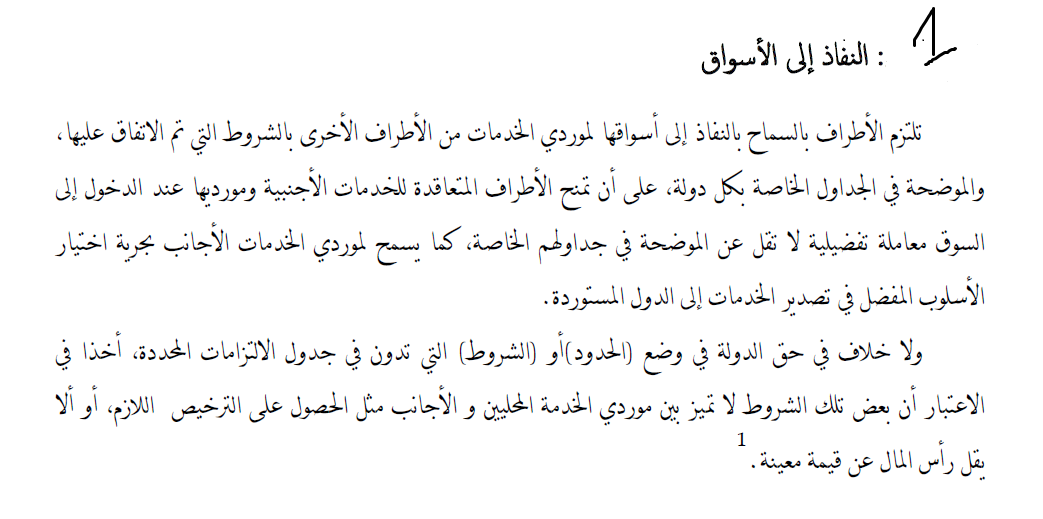 1 : النفاذ إلى الأسواق
تلتزم الأطراف بالسماح بالنفاذ إلى أسواقها لموردي الخدمات من الأطراف الأخرى بالشروط التي تم الاتفاق عليها،
والموضحة في الجداول الخاصة بكل دولة، على أن تمنح الأطراف المتعاقدة للخدمات الأجنبية ومورديها عند الدخول إلى
السوق معاملة تفضيلية لا تقل عن الموضحة في جداولهم الخاصة، كما يسمح لموردي الخدمات الأجانب بحرية اختيار
الأسلوب المفضل في تصدير الخدمات إلى الدول المستوردة.
ولا خلاف في حق الدولة في وضع (الحدود)أو (الشروط) التي تدون في جدول الالتزامات المحددة، أخذا في
الاعتبار أن بعض تلك الشروط لا تميز بين موردي الخدمة المحليين و الأجانب مثل الحصول على الترخيص اللازم، أو ألا
يقل رأس المال عن قيمة معينة.1